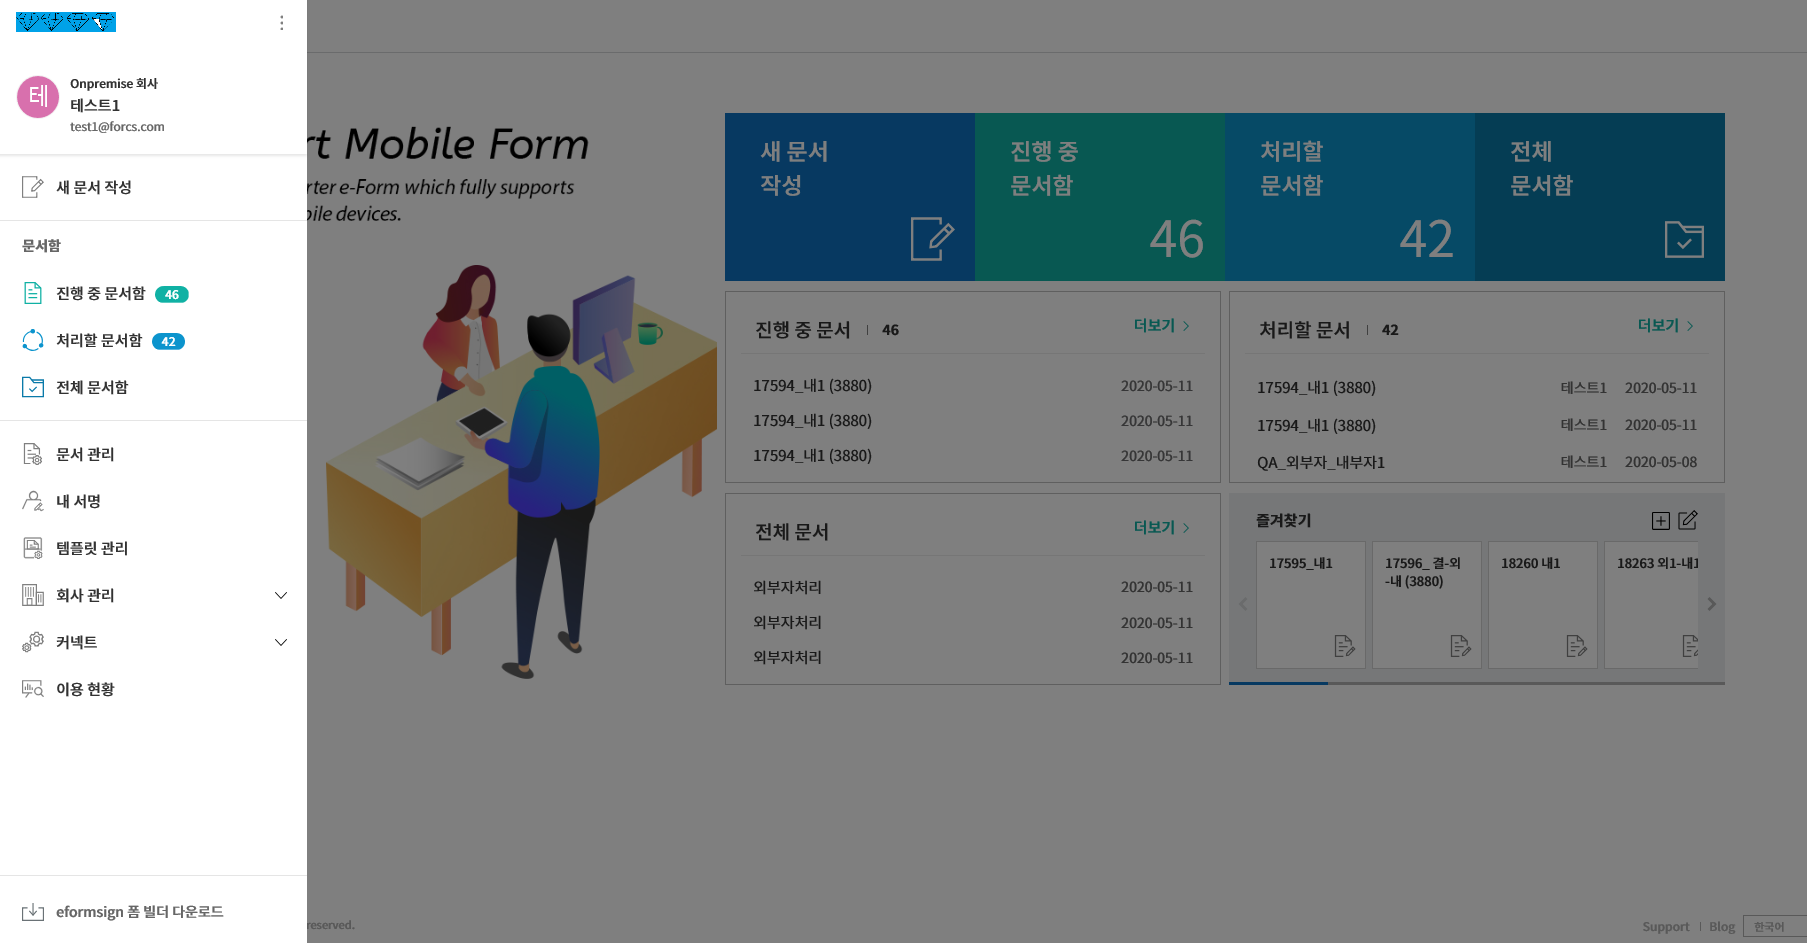 Onpremise 회사
테스트1
test1@forcs.com
새 문서 작성
문서함
진행 중 문서함 46
처리할 문서함 42
전체 문서함
문서 관리
내 서명
템플릿 관리
회사 관리
커넥트
이용 현황
eformsign 폼 빌더 다운로드
rt Mobile Form
rter e-Form which fully supports
bile devices.
새 문서
작성
진행 중
문서함
46
처리할
문서함
42
전체
문서함
진행 중 문서 46 더보기
17594_내1 (3880) 2020-05-11
17594_내1 (3880) 2020-05-11
17594_내1 (3880) 2020-05-11
처리할 문서 42 더보기
17594_내1 (3880) 테스트1 2020-05-11
17594_내1 (3880) 테스트1 2020-05-11
QA_외부자_내부자1 테스트1 2020-05-08
전체 문서 더보기
외부자처리 2020-05-11
외부자처리 2020-05-11
외부자처리 2020-05-11
즐겨찾기
17595_내1
17596_ 결-외
-내 (3880)
18260 내1
18263 외1-내1
reserved.
Support Blog 한국어